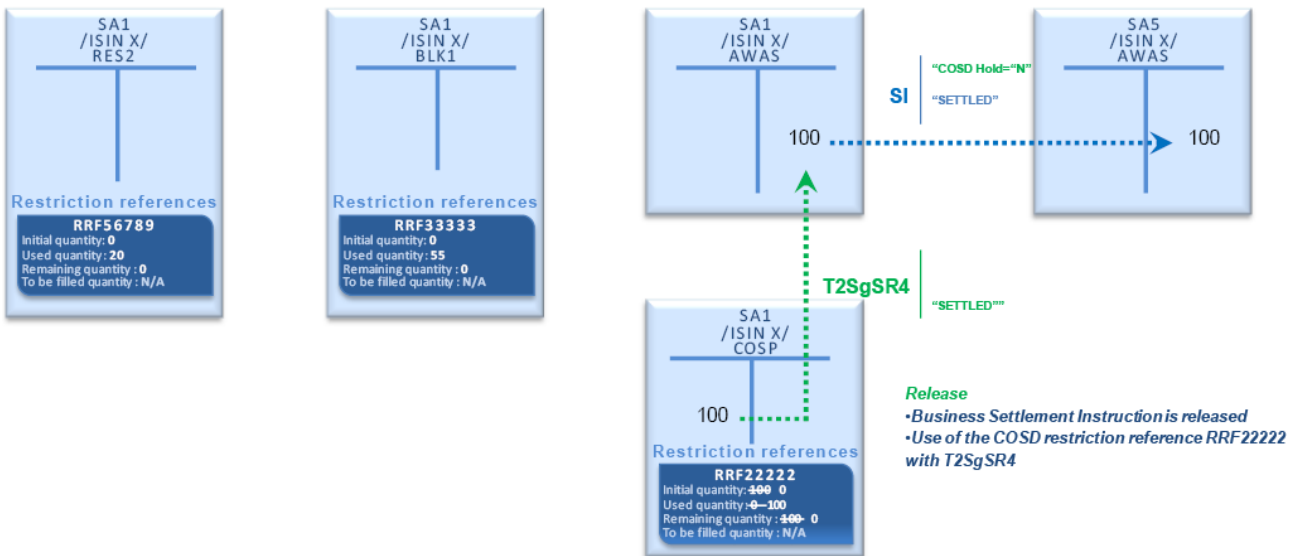 SA1
/ISIN X/
RES2
Restriction references
RRF56789
Initial quantity: 0
Used quantity: 20
Remaining quantity : 0
To be filled quantity : N/A
SA1
/ISIN X/
BLK1
Restriction references
RRF33333
Initial quantity: 0
Used quantity: 55
Remaining quantity : 0
To be filled quantity : N/A
SA1
/ISIN X/
AWAS
100
SI
“COSD Hold=“N”
“SETTLED”
SA5
/ISIN X/
AWAS
100
T2SgSR4
“SETTLED””
SA1
/ISIN X/
COSP
100
Restriction references
RRF22222
Initial quantity: 100 0
Used quantity: 0 100
Remaining quantity : 100 0
To be filled quantity : N/A
Release
•Business Settlement Instruction is released
•Use of the COSD restriction reference RRF22222
with T2SgSR4